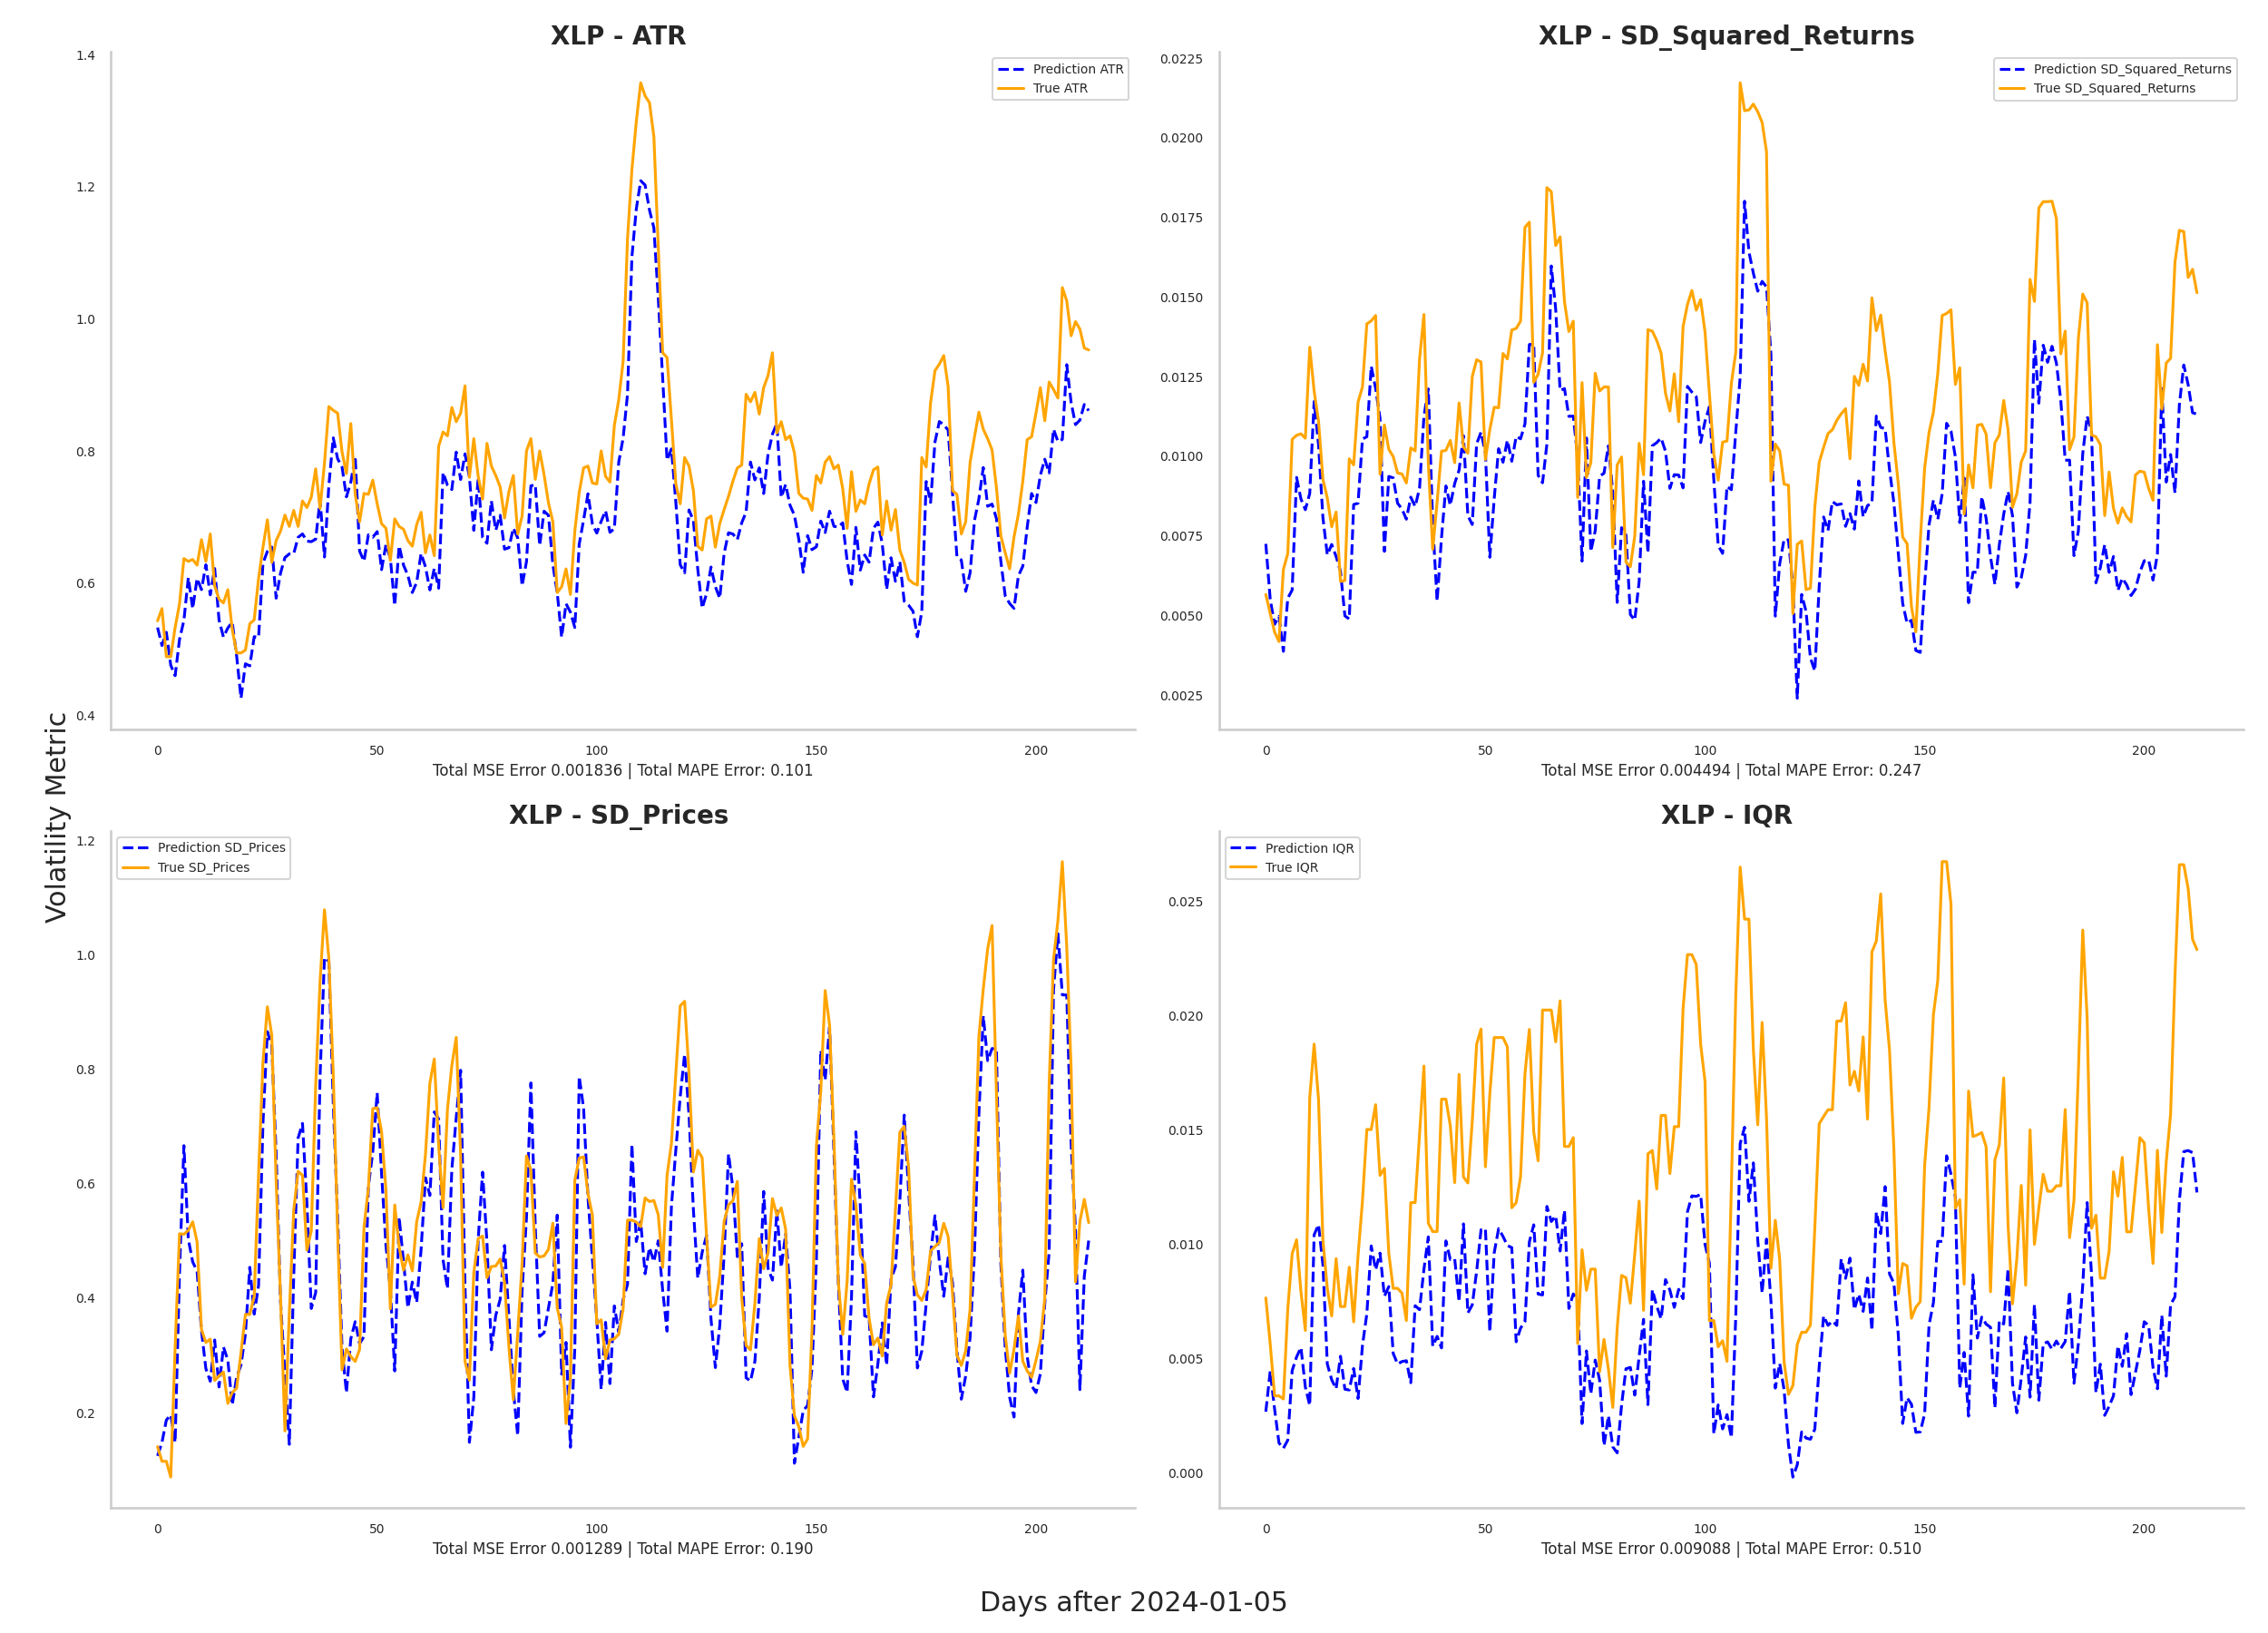 XLP - ATR
1.4
1.2
1.0
0.8
0.6
0.4
Prediction ATR
True ATR
0 50 100 150 200
Total MSE Error 0.001836 | Total MAPE Error: 0.101
XLP - SD_Squared_Returns
0.0225
0.0200
0.0175
0.0150
0.0125
0.0100
0.0075
0.0050
0.0025
Prediction SD_Squared_Returns
True SD_Squared_Returns
0 50 100 150 200
Total MSE Error 0.004494 | Total MAPE Error: 0.247
Volatility Metric
XLP - SD_Prices
1.2
1.0
0.8
0.6
0.4
0.2
Prediction SD_Prices
True SD_Prices
0 50 100 150 200
Total MSE Error 0.001289 | Total MAPE Error: 0.190
XLP - IQR
0.025
0.020
0.015
0.010
0.005
0.000
Prediction IQR
True IQR
0 50 100 150 200
Total MSE Error 0.009088 | Total MAPE Error: 0.510
Days after 2024-01-05